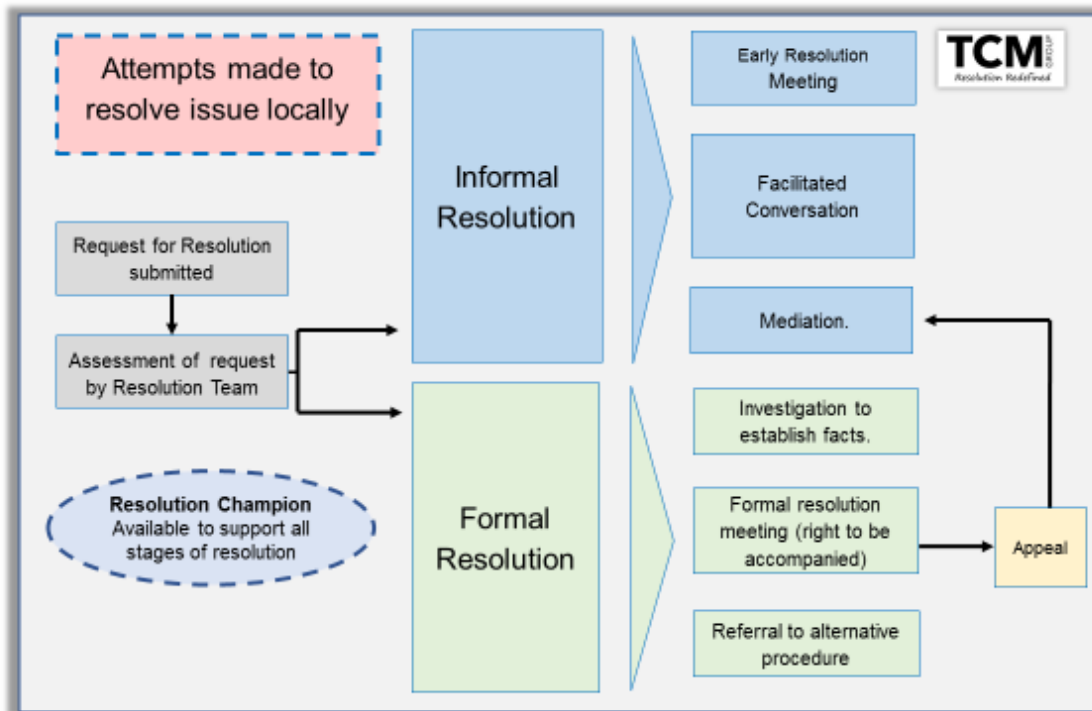 Attempts made to
resolve issue locally
Request for Resolution
submitted
Assessment of request
by Resolution Team
Resolution Champion
Available to support all
stages of resolution
Informal
Resolution
Formal
Resolution
Early Resolution
Meeting
Facilitated
Conversation
Mediation.
Investigation to
establish facts.
Formal resolution
meeting (right to be
accompanied)
Referral to alternative
procedure
Appeal
TCM
GROUP
Resolution Redefined